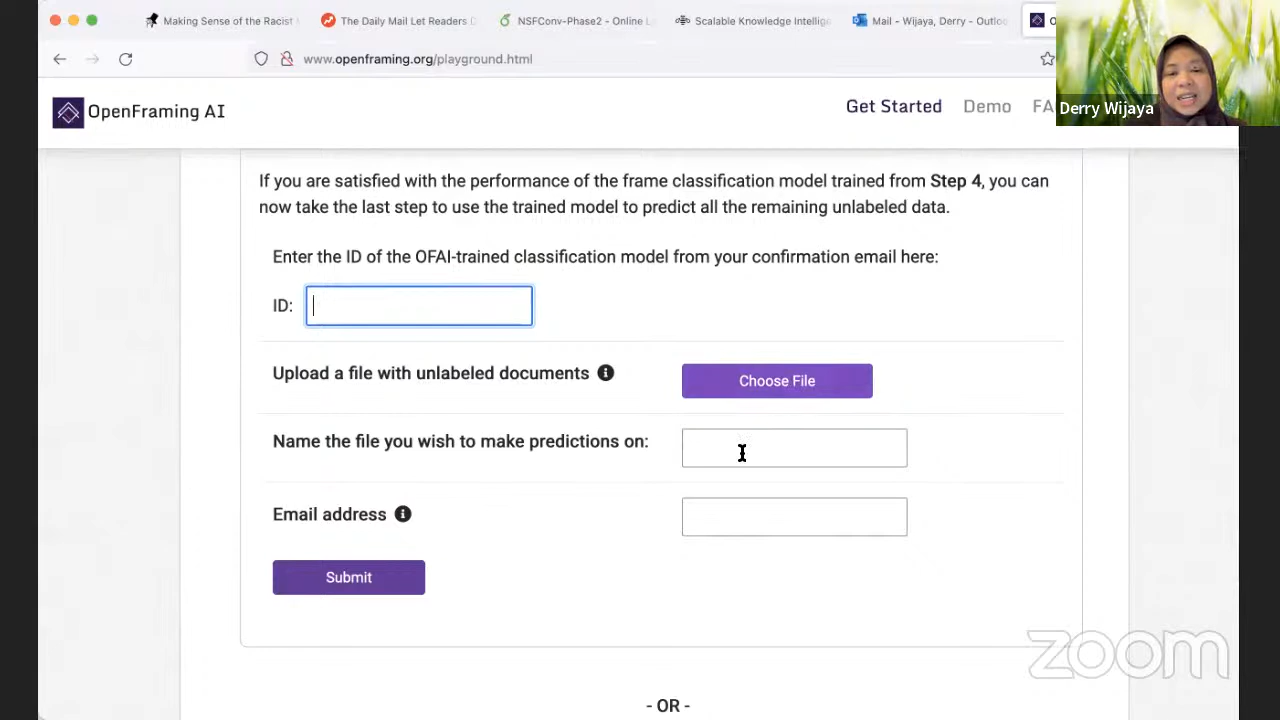 Making Sense of the Racist
The Daily Mail Let Readers D
NSFConv-Phase2 - Online L
Scalable Knowledge Intellige
Mail - Wijaya, Derry - Outloo
O
www.openframing.org/playground.html
Derry Wijaya
OpenFraming AI
Get Started
Demo
FA
If you are satisfied with the performance of the frame classification model trained from Step 4, you can
now take the last step to use the trained model to predict all the remaining unlabeled data.
Enter the ID of the OFAI-trained classification model from your confirmation email here:
ID:
Upload a file with unlabeled documents
Choose File
Name the file you wish to make predictions on:
Email address
Submit
zoom
- OR -